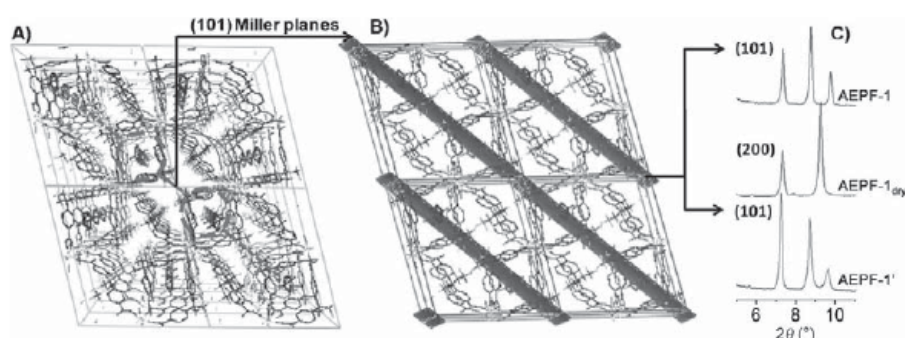 A)
(101) Miller planes
B)
C)
(101)
AEPF-1
(200)
AEPF-1dry
(101)
AEPF-1'
6 8 10
2θ (°)